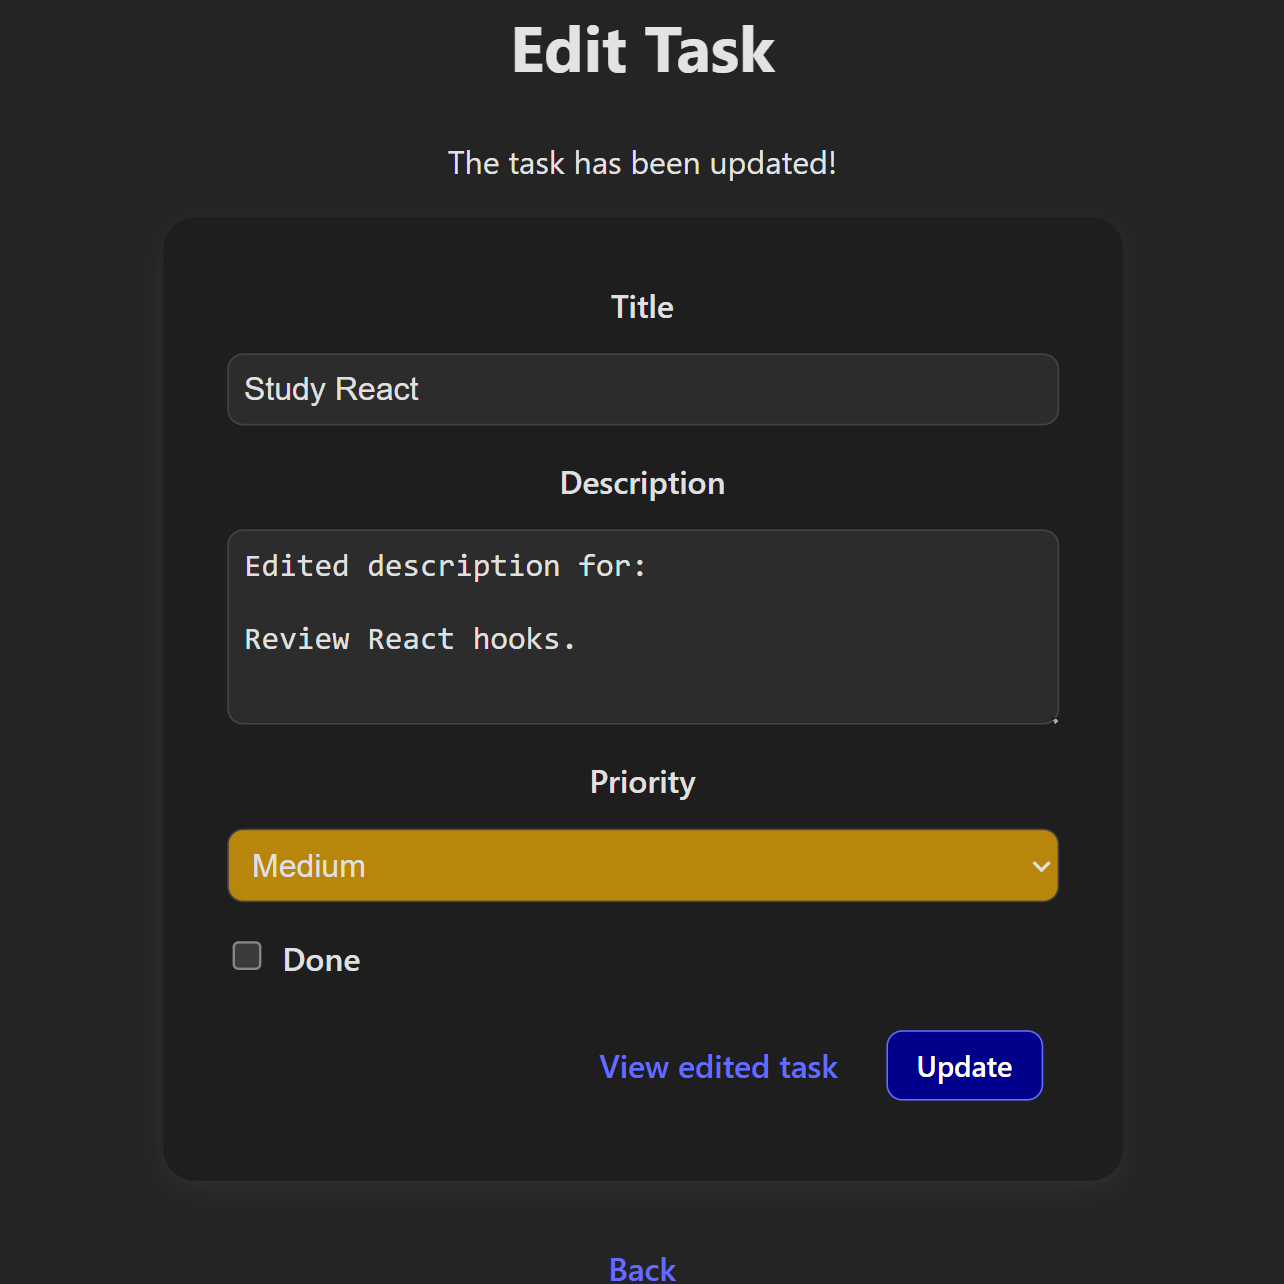 Edit Task
The task has been updated!
Title
Study React
Description
Edited description for:
Review React hooks.
Priority
Medium
Done
View edited task
Update
Back